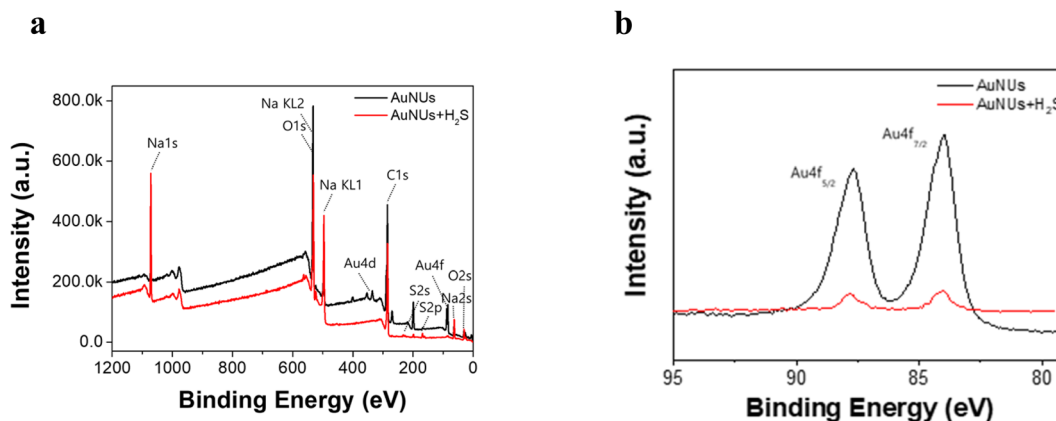 a
b
AuNUs
AuNUs+H₂S
Na KL2
O1s
Na1s
Na KL1
C1s
Au4d
Au4f
O2s
S2s
Na2s
S2p
800.0k
600.0k
400.0k
200.0k
0.0
1200 1000 800 600 400 200 0
Intensity (a.u.)
Binding Energy (eV)
AuNUs
AuNUs+H₂S
Au4f₇/₂
Au4f₅/₂
95 90 85 80
Intensity (a.u.)
Binding Energy (eV)